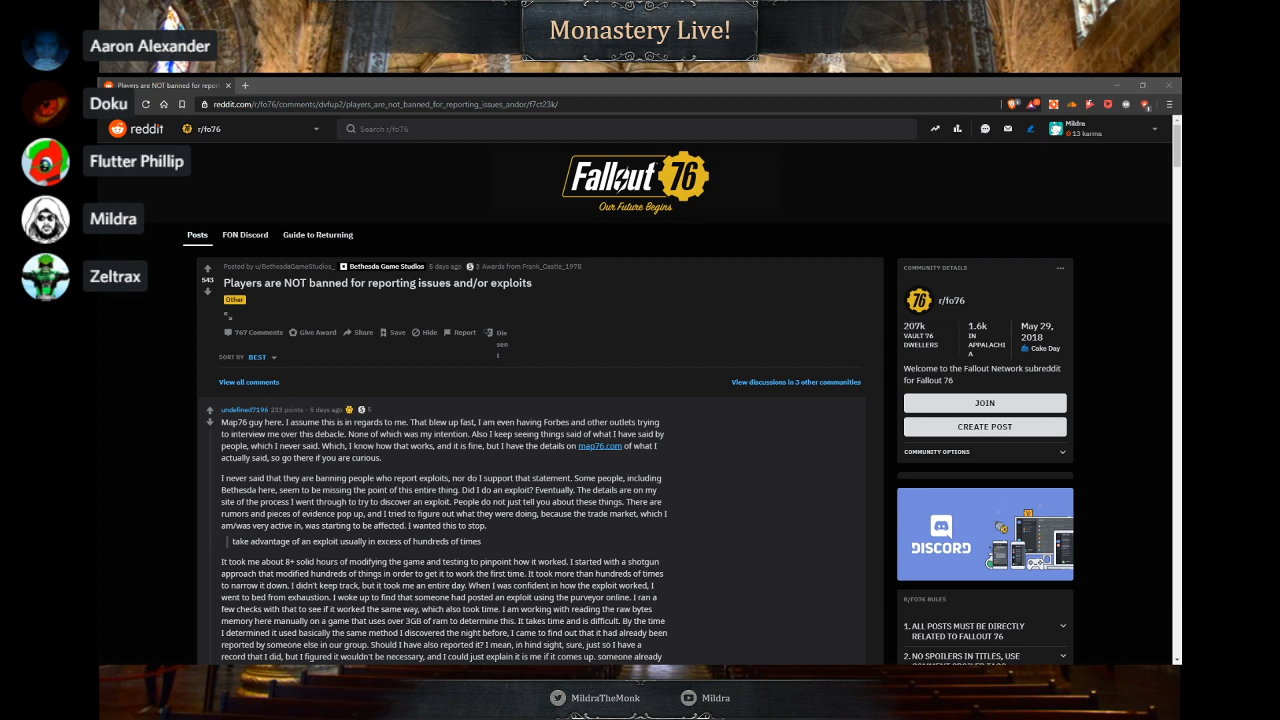 Monastery Live!
Aaron Alexander
Doku
Flutter Phillip
Mildra
Zeltrax
Players are NOT banned for report
reddit.com/r/fo76/comments/dvfup2/players_are_not_banned_for_reporting_issues_andor/f7ct23k/
reddit
r/fo76
Search r/fo76
Mildra
13 karma
Fallout 76
Our Future Begins
Posts
FON Discord
Guide to Returning
543
Posted by u/BethesdaGameStudios_
Bethesda Game Studios
5 days ago
3 Awards from Frank_Castle_1978
Players are NOT banned for reporting issues and/or exploits
Other
767 Comments
Give Award
Share
Save
Hide
Report
Dis
sen
t
SORT BY
BEST
View all comments
View discussions in 3 other communities
undefined7196 233 points · 5 days ago
5
Map76 guy here. I assume this is in regards to me. That blew up fast, I am even having Forbes and other outlets trying
to interview me over this debacle. None of which was my intention. Also I keep seeing things said of what I have said by
people, which I never said. Which, I know how that works, and it is fine, but I have the details on map76.com of what I
actually said, so go there if you are curious.
I never said that they are banning people who report exploits, nor do I support that statement. Some people, including
Bethesda here, seem to be missing the point of this entire thing. Did I do an exploit? Eventually. The details are on my
site of the process I went through to try to discover an exploit. People do not just tell you about these things. There are
rumors and pieces of evidence pop up, and I tried to figure out what they were doing, because the trade market, which I
am/was very active in, was starting to be affected. I wanted this to stop.
take advantage of an exploit usually in excess of hundreds of times
It took me about 8+ solid hours of modifying the game and testing to pinpoint how it worked. I started with a shotgun
approach that modified hundreds of things in order to get it to work the first time. It took more than hundreds of times
to narrow it down. I didn't keep track, but it took me an entire day. When I was confident in how the exploit worked, I
went to bed from exhaustion. I woke up to find that someone had posted an exploit using the purveyor online. I ran a
few checks with that to see if it worked the same way, which also took time. I am working with reading the raw bytes
memory here manually on a game that uses over 3GB of ram to determine this. It takes time and is difficult. By the time
I determined it used basically the same method I discovered the night before, I came to find out that it had already been
reported by someone else in our group. Should I have also reported it? I mean, in hind sight, sure, just so I have a
record that I did, but I figured it wouldn't be necessary, and I could just explain it is me if it comes up, someone already
COMMUNITY DETAILS
76
r/fo76
207k
VAULT 76
DWELLERS
1.6k
IN
APPALACHI
A
May 29,
2018
Cake Day
Welcome to the Fallout Network subreddit
for Fallout 76
JOIN
CREATE POST
COMMUNITY OPTIONS
DISCORD
R/FO76 RULES
1. ALL POSTS MUST BE DIRECTLY
RELATED TO FALLOUT 76
2. NO SPOILERS IN TITLES, USE
MildraTheMonk
Mildra